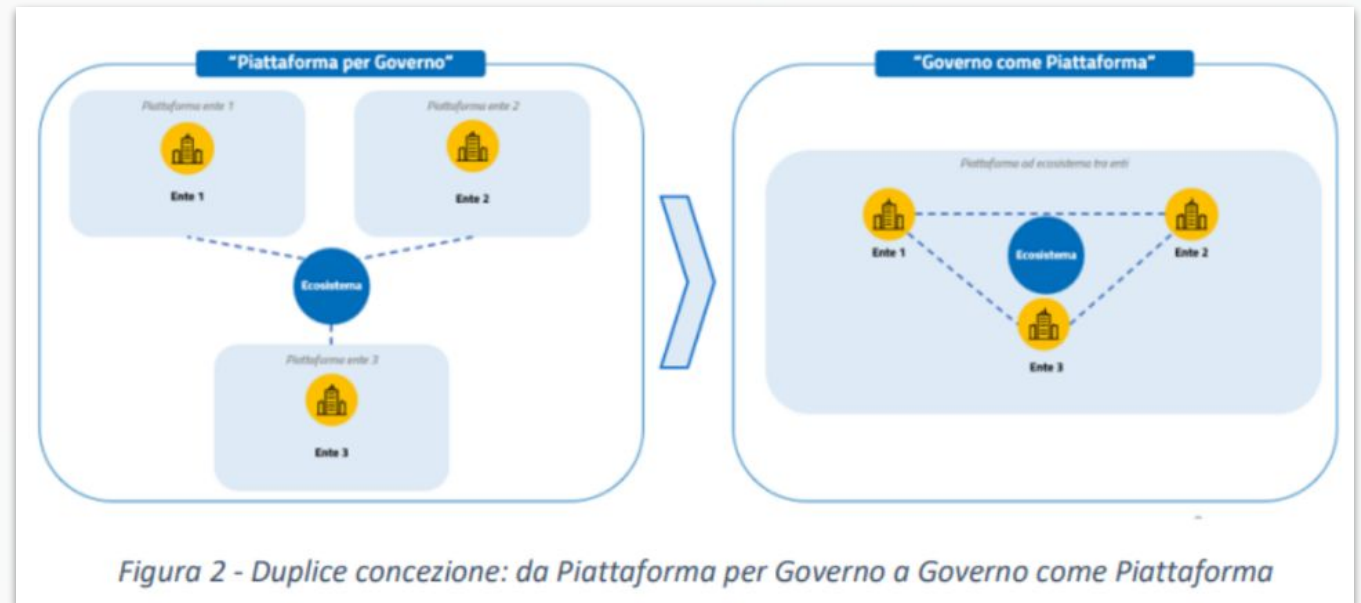 "Piattaforma per Governo"
Piattaforma ente 1
Ente 1
Piattaforma ente 2
Ente 2
Ecosistema
Piattaforma ente 3
Ente 3
"Governo come Piattaforma"
Piattaforma ad ecosistema tra enti
Ente 1
Ecosistema
Ente 2
Ente 3
Figura 2 - Duplice concezione: da Piattaforma per Governo a Governo come Piattaforma